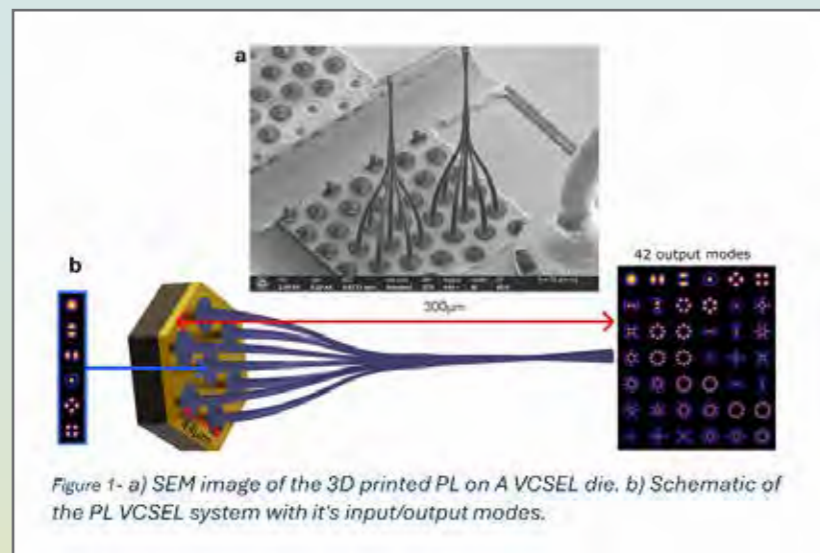 a
42 output modes
b
300µm
Figure 1- a) SEM image of the 3D printed PL on A VCSEL die. b) Schematic of
the PL VCSEL system with it's input/output modes.